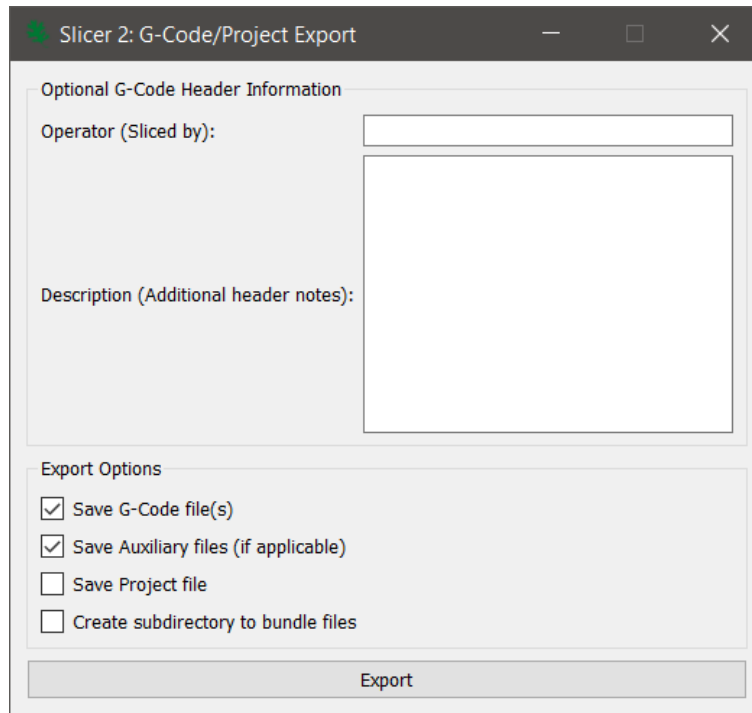 Slicer 2: G-Code/Project Export
Optional G-Code Header Information
Operator (Sliced by):
Description (Additional header notes):
Export Options
Save G-Code file(s)
Save Auxiliary files (if applicable)
Save Project file
Create subdirectory to bundle files
Export